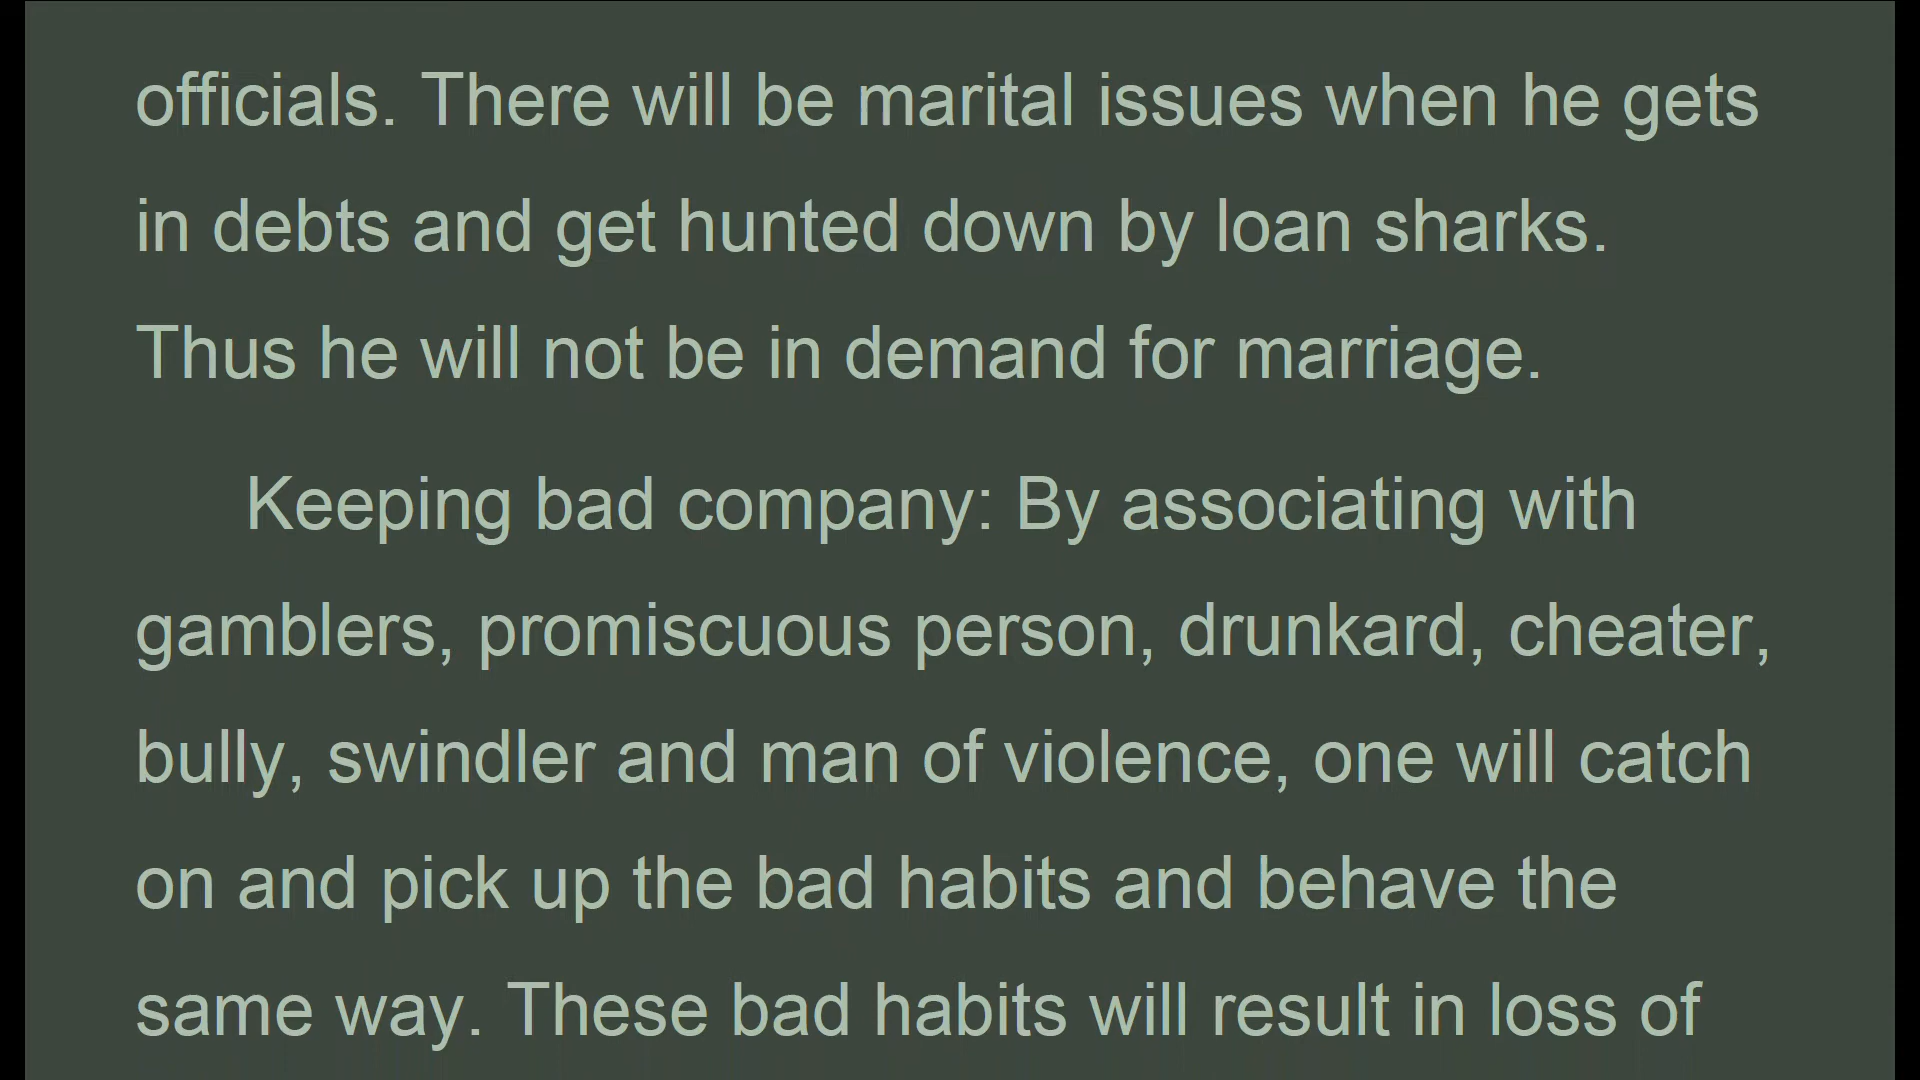 officials. There will be marital issues when he gets
in debts and get hunted down by loan sharks.
Thus he will not be in demand for marriage.
Keeping bad company: By associating with
gamblers, promiscuous person, drunkard, cheater,
bully, swindler and man of violence, one will catch
on and pick up the bad habits and behave the
same way. These bad habits will result in loss of